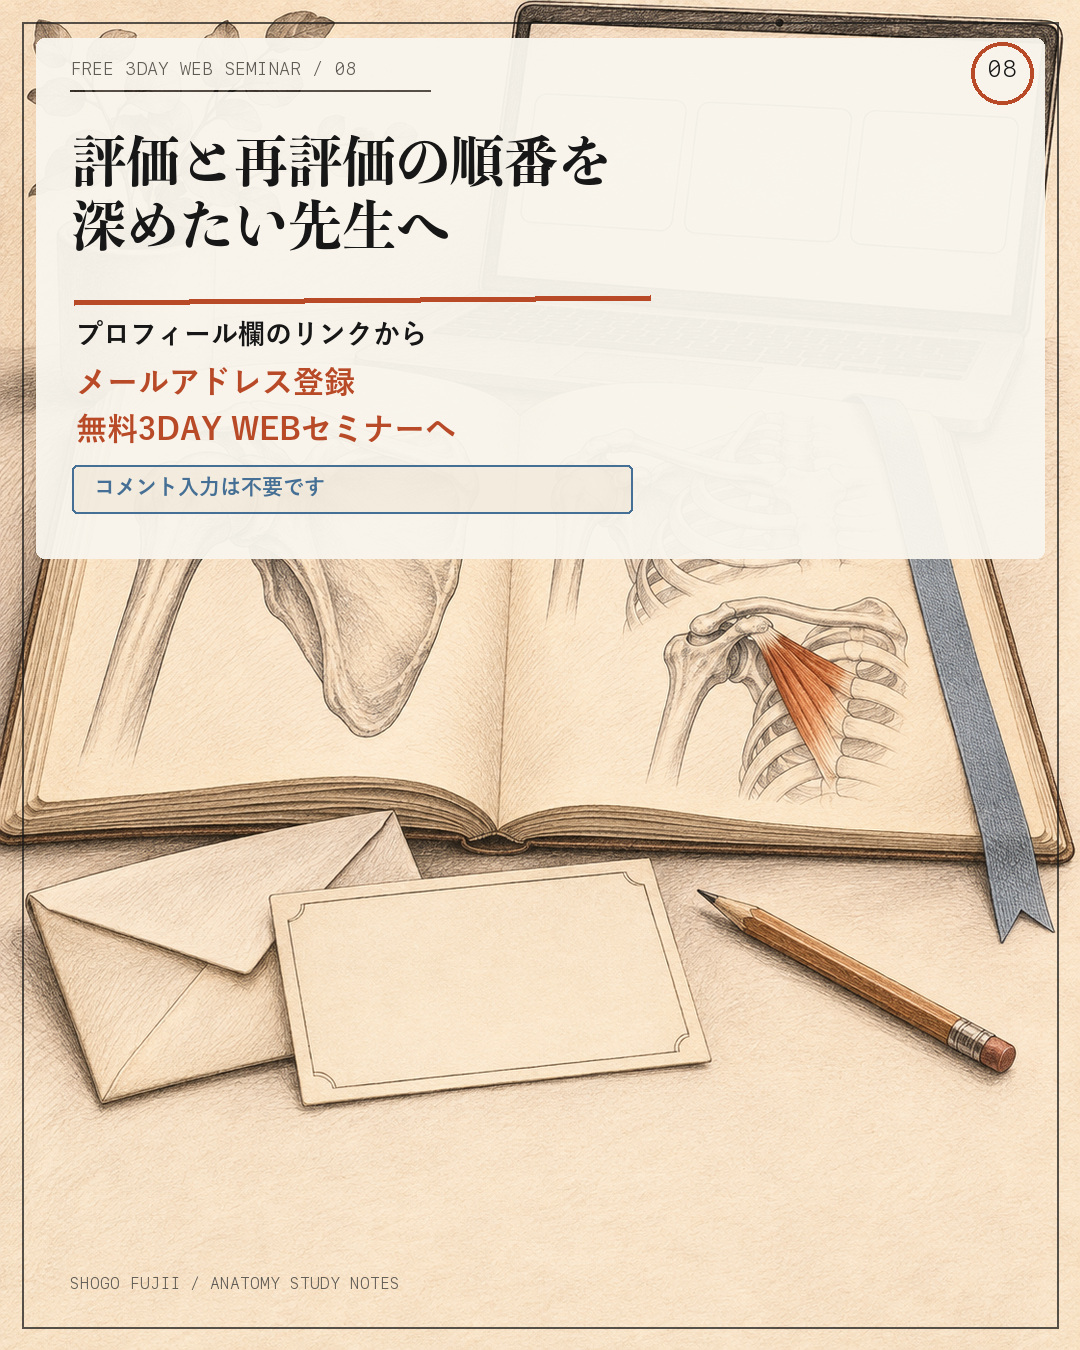 FREE 3DAY WEB SEMINAR / 08
08
評価と再評価の順番を
深めたい先生へ
プロフィール欄のリンクから
メールアドレス登録
無料3DAY WEBセミナーへ
コメント入力は不要です
SHOGO FUJII / ANATOMY STUDY NOTES